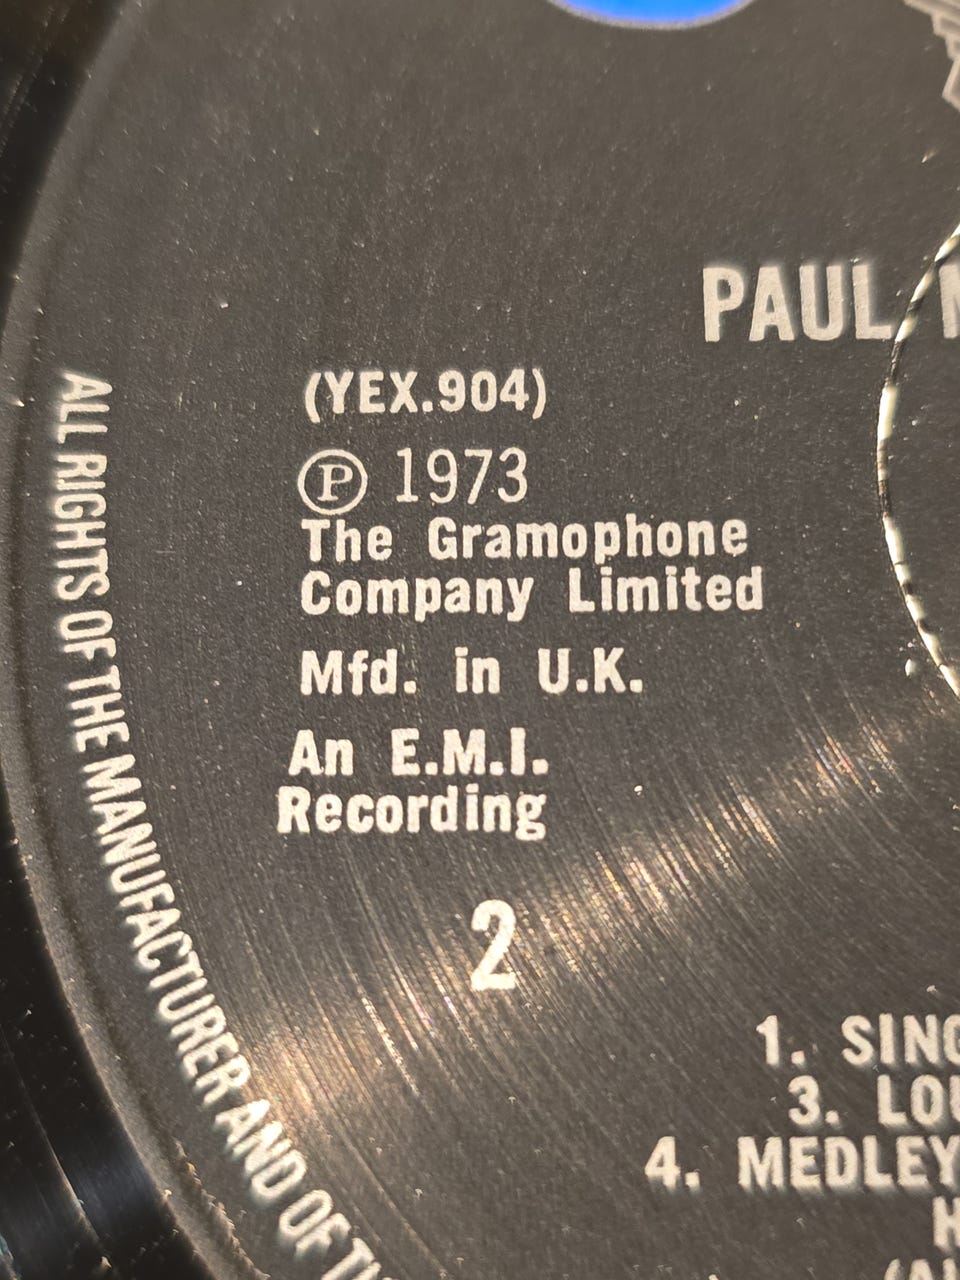 PAUL
(YEX.904)
Ⓟ 1973
The Gramophone
Company Limited
Mfd. in U.K.
An E.M.I.
Recording
2
1. SING
3. LOU
4. MEDLEY
H
ALL RIGHTS OF THE MANUFACTURER AND OF TH